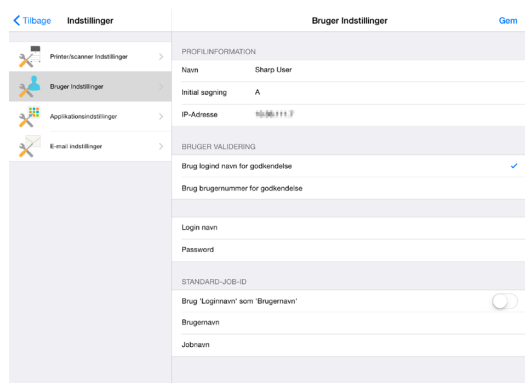 Tilbage
Indstillinger
Bruger Indstillinger
Gem
Printer/scanner Indstillinger
Bruger Indstillinger
Applikationsindstillinger
E-mail indstillinger
PROFILINFORMATION
Navn Sharp User
Initial søgning A
IP-Adresse
BRUGER VALIDERING
Brug logind navn for godkendelse
Brug brugernummer for godkendelse
Login navn
Password
STANDARD-JOB-ID
Brug 'Loginnavn' som 'Brugernavn'
Brugernavn
Jobnavn